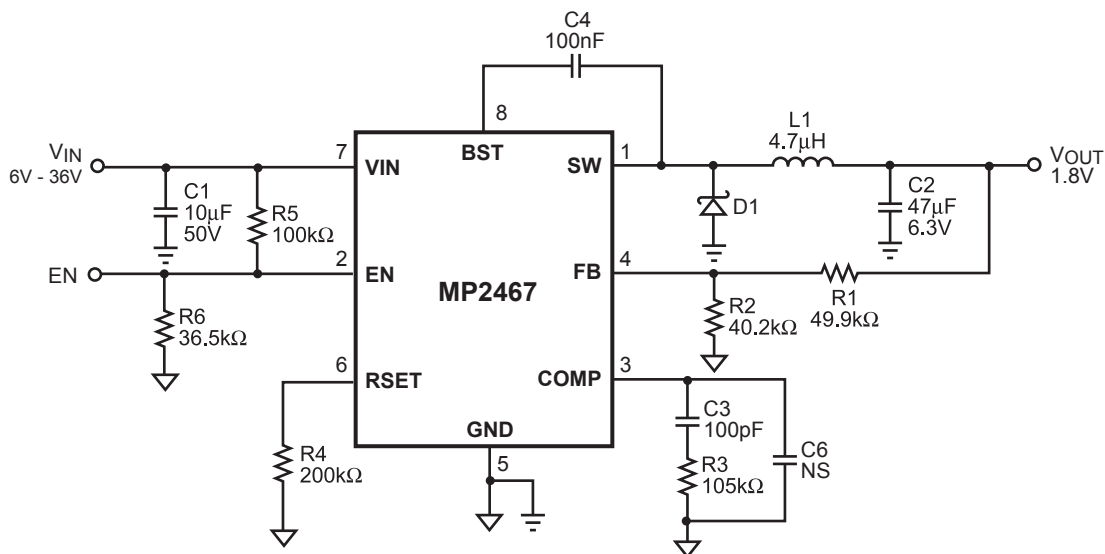 C4
100nF
8
BST
VIN
6V - 36V
7
VIN
C1
10μF
50V
R5
100kΩ
EN
2
EN
R6
36.5kΩ
6
RSET
R4
200kΩ
MP2467
GND
5
SW
1
L1
4.7μH
VOUT
1.8V
D1
C2
47μF
6.3V
FB
4
R2
40.2kΩ
R1
49.9kΩ
COMP
3
C3
100pF
R3
105kΩ
C6
NS